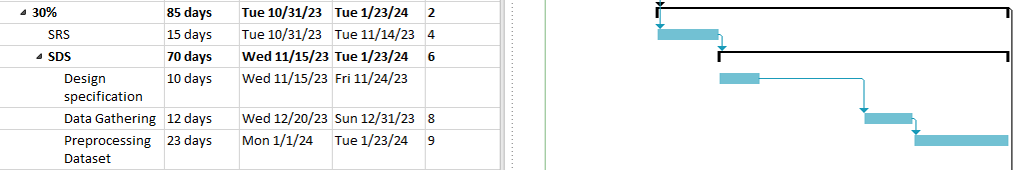 30% 85 days Tue 10/31/23 Tue 1/23/24 2
SRS 15 days Tue 10/31/23 Tue 11/14/23 4
SDS 70 days Wed 11/15/23 Tue 1/23/24 6
Design 10 days Wed 11/15/23 Fri 11/24/23
specification
Data Gathering 12 days Wed 12/20/23 Sun 12/31/23 8
Preprocessing 23 days Mon 1/1/24 Tue 1/23/24 9
Dataset